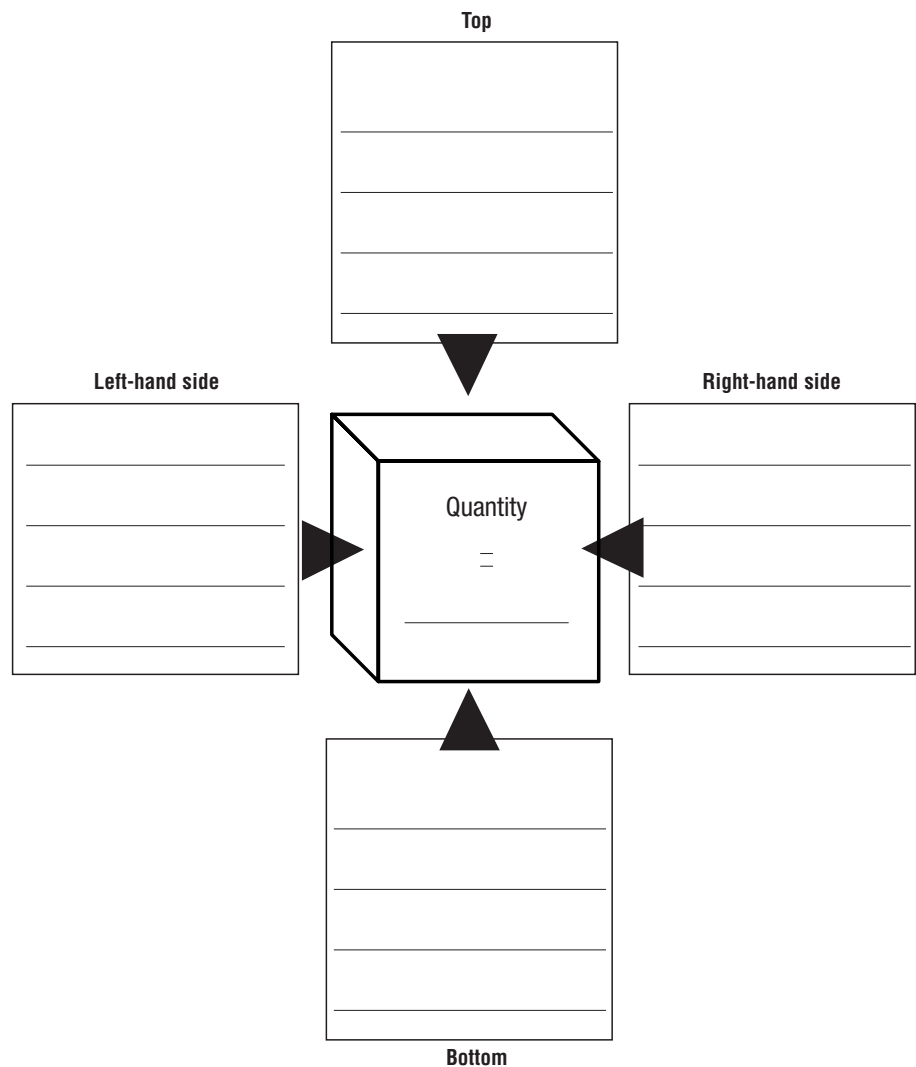 Top
Left-hand side
Right-hand side
Quantity
=
Bottom